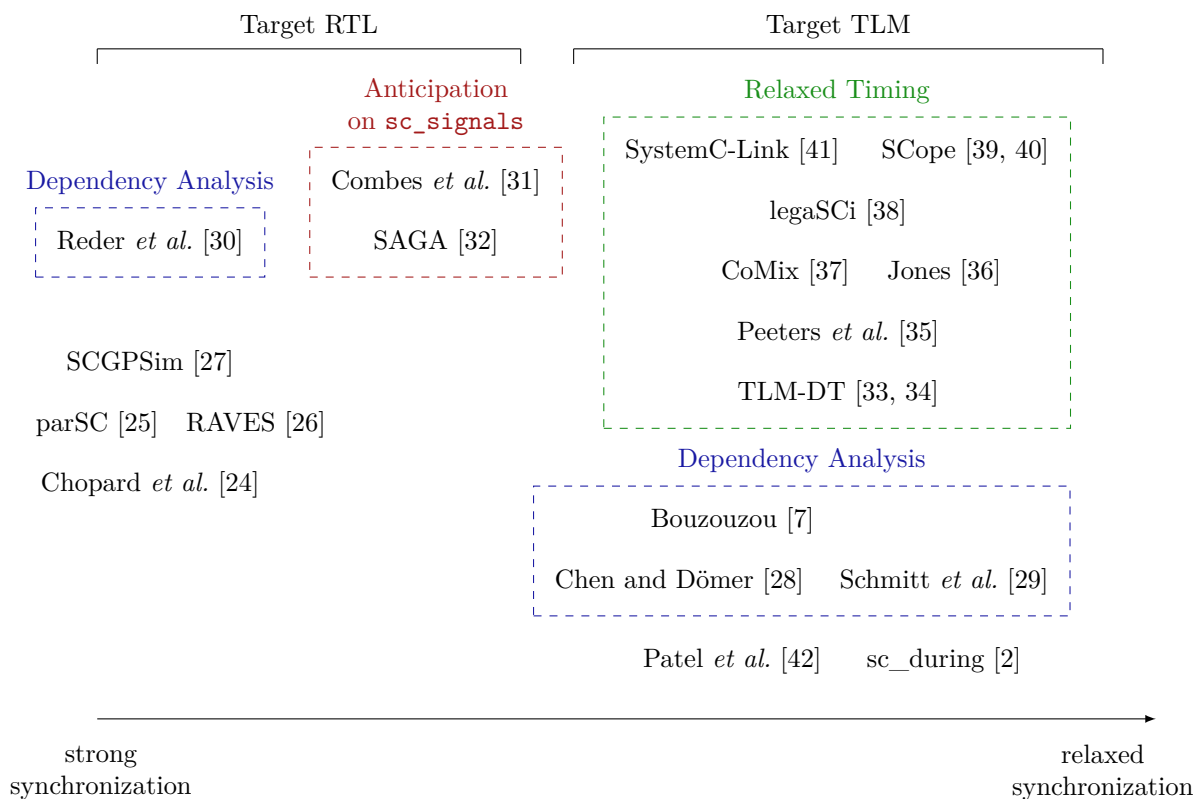 Target RTL
Target TLM
Anticipation
on sc_signals
Relaxed Timing
SystemC-Link [41] SCope [39, 40]
Dependency Analysis
Combes et al. [31]
legaSCi [38]
Reder et al. [30]
SAGA [32]
CoMix [37] Jones [36]
Peeters et al. [35]
SCGPSim [27]
TLM-DT [33, 34]
parSC [25] RAVES [26]
Dependency Analysis
Chopard et al. [24]
Bouzouzou [7]
Chen and Dömer [28] Schmitt et al. [29]
Patel et al. [42] sc_during [2]
strong
synchronization
relaxed
synchronization